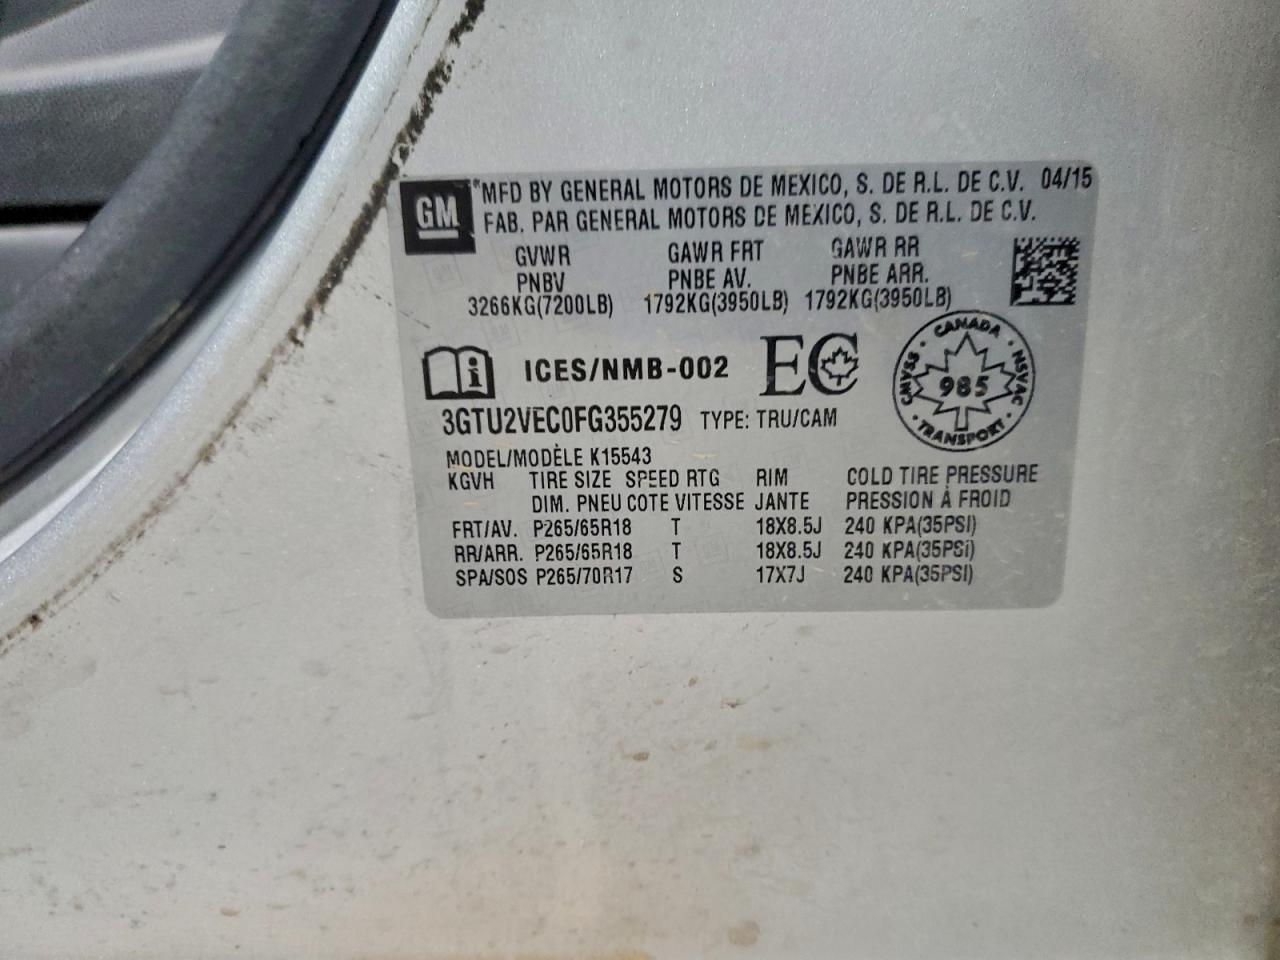 GM
*MFD BY GENERAL MOTORS DE MEXICO, S. DE R.L. DE C.V. 04/15
FAB. PAR GENERAL MOTORS DE MEXICO, S. DE R.L. DE C.V.
GVWR GAWR FRT GAWR RR
PNBV PNBE AV. PNBE ARR.
3266KG(7200LB) 1792KG(3950LB) 1792KG(3950LB)
i ICES/NMB-002 EC
CANADA
CMVSS · NSVAC
985
TRANSPORT
3GTU2VEC0FG355279 TYPE: TRU/CAM
MODEL/MODÈLE K15543
KGVH TIRE SIZE SPEED RTG RIM COLD TIRE PRESSURE
DIM. PNEU COTE VITESSE JANTE PRESSION À FROID
FRT/AV. P265/65R18 T 18X8.5J 240 KPA(35PSI)
RR/ARR. P265/65R18 T 18X8.5J 240 KPA(35PSI)
SPA/SOS P265/70R17 S 17X7J 240 KPA(35PSI)